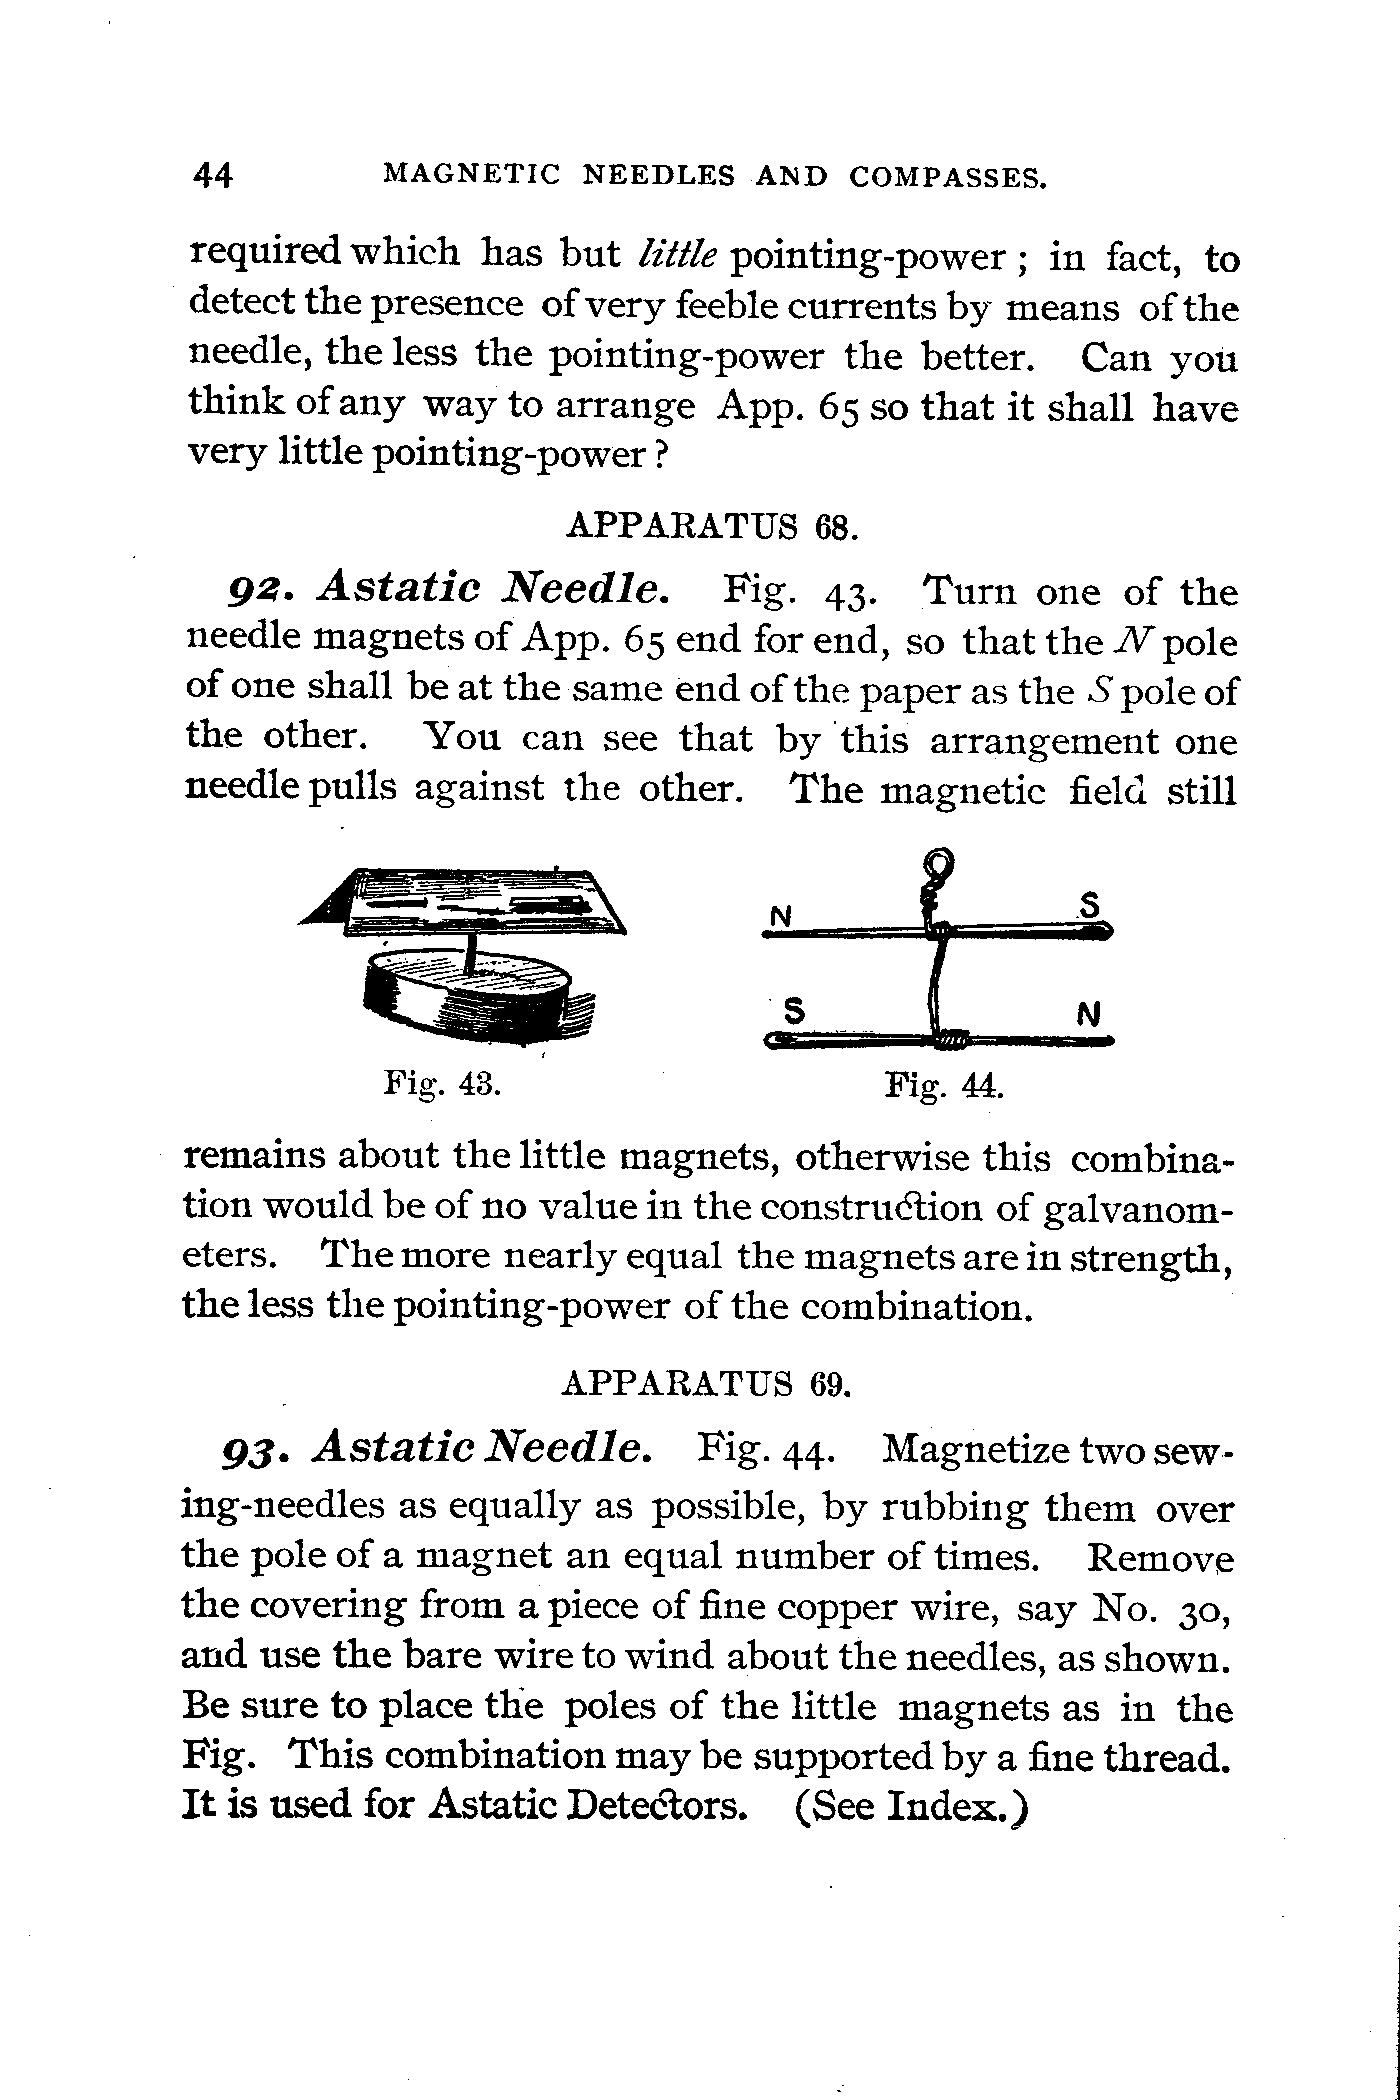 44 MAGNETIC NEEDLES AND COMPASSES.
required which has but little pointing-power ; in fact, to
detect the presence of very feeble currents by means of the
needle, the less the pointing-power the better. Can you
think of any way to arrange App. 65 so that it shall have
very little pointing-power ?
APPARATUS 68.
92. Astatic Needle. Fig. 43. Turn one of the
needle magnets of App. 65 end for end, so that the N pole
of one shall be at the same end of the paper as the S pole of
the other. You can see that by this arrangement one
needle pulls against the other. The magnetic field still
N S
S N
Fig. 43. Fig. 44.
remains about the little magnets, otherwise this combina-
tion would be of no value in the construction of galvanom-
eters. The more nearly equal the magnets are in strength,
the less the pointing-power of the combination.
APPARATUS 69.
93. Astatic Needle. Fig. 44. Magnetize two sew-
ing-needles as equally as possible, by rubbing them over
the pole of a magnet an equal number of times. Remove
the covering from a piece of fine copper wire, say No. 30,
and use the bare wire to wind about the needles, as shown.
Be sure to place the poles of the little magnets as in the
Fig. This combination may be supported by a fine thread.
It is used for Astatic Detectors. (See Index.)